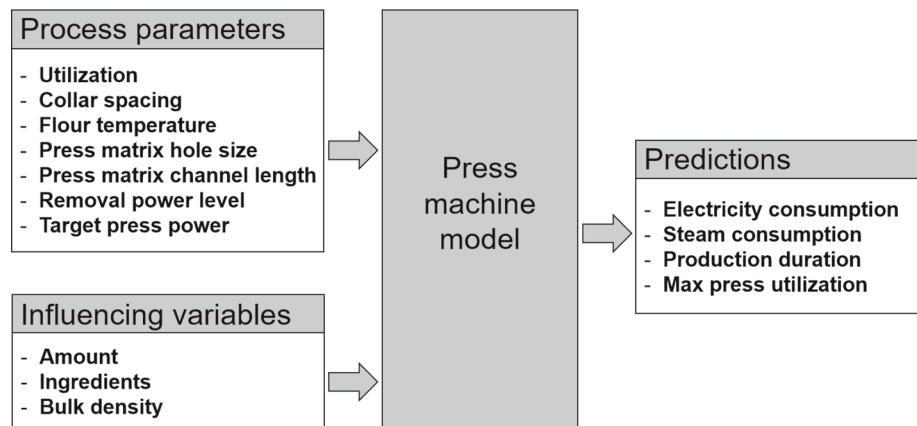 Process parameters
- Utilization
- Collar spacing
- Flour temperature
- Press matrix hole size
- Press matrix channel length
- Removal power level
- Target press power
Influencing variables
- Amount
- Ingredients
- Bulk density
Press
machine
model
Predictions
- Electricity consumption
- Steam consumption
- Production duration
- Max press utilization